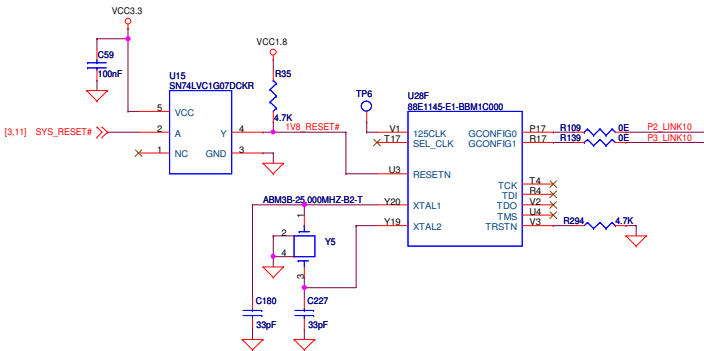 VCC3.3
C59
100nF
U15
SN74LVC1G07DCKR
5 VCC
[3,11] SYS_RESET# 2 A Y 4 1V8_RESET#
1 NC GND 3
VCC1.8
R35
4.7K
TP6
U28F
88E1145-E1-BBM1C000
V1 125CLK GCONFIG0 P17 R109 0E P2_LINK10
T17 SEL_CLK GCONFIG1 R17 R139 0E P3_LINK10
U3 RESETN
TCK T4
TDI R4
TDO V2
TMS U4
TRSTN V3 R294 4.7K
Y20 XTAL1
Y19 XTAL2
ABM3B-25.000MHZ-B2-T
1
2
4
3
Y5
C180
33pF
C227
33pF